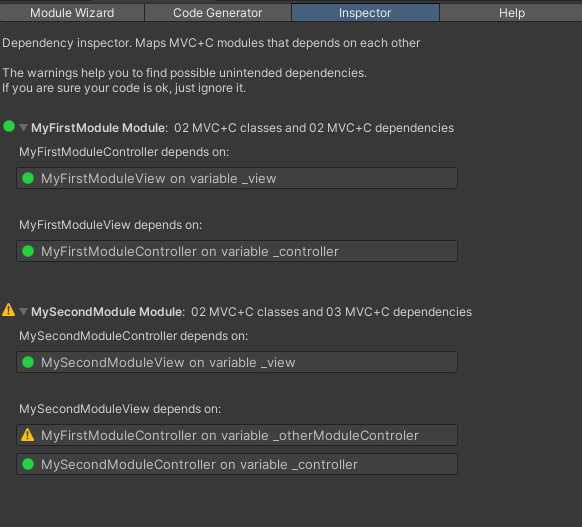 Module Wizard
Code Generator
Inspector
Help
Dependency inspector. Maps MVC+C modules that depends on each other
The warnings help you to find possible unintended dependencies.
If you are sure your code is ok, just ignore it.
MyFirstModule Module: 02 MVC+C classes and 02 MVC+C dependencies
MyFirstModuleController depends on:
MyFirstModuleView on variable _view
MyFirstModuleView depends on:
MyFirstModuleController on variable _controller
MySecondModule Module: 02 MVC+C classes and 03 MVC+C dependencies
MySecondModuleController depends on:
MySecondModuleView on variable _view
MySecondModuleView depends on:
MyFirstModuleController on variable _otherModuleControler
MySecondModuleController on variable _controller